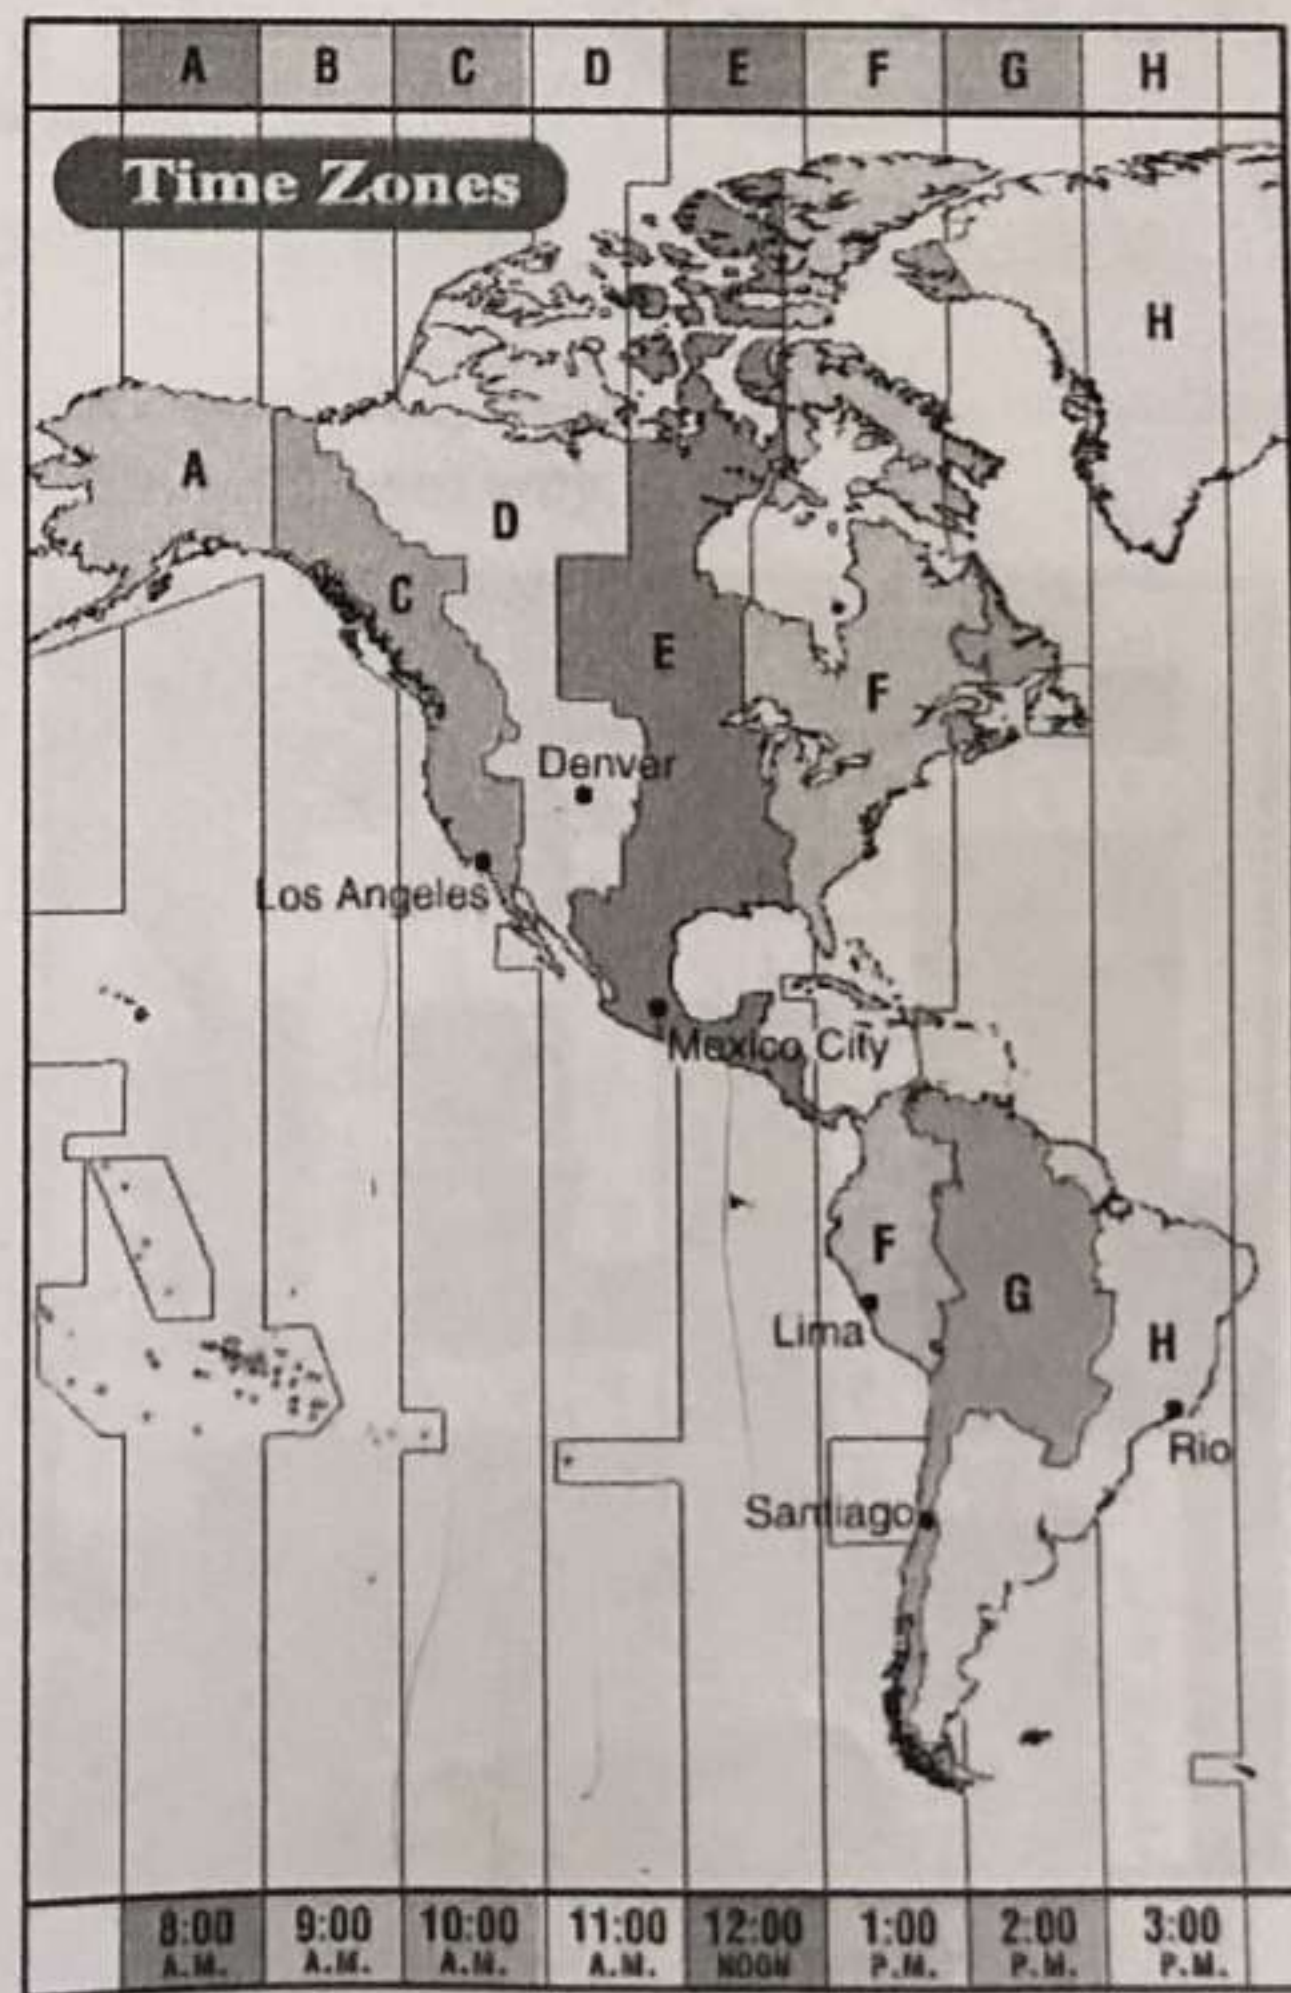 A B C D E F G H
Time Zones
H
A
D
C
E
F
Denver
Los Angeles
Mexico City
F
G
Lima
H
Rio
Santiago
8:00 9:00 10:00 11:00 12:00 1:00 2:00 3:00
A.M. A.M. A.M. A.M. NOON P.M. P.M. P.M.